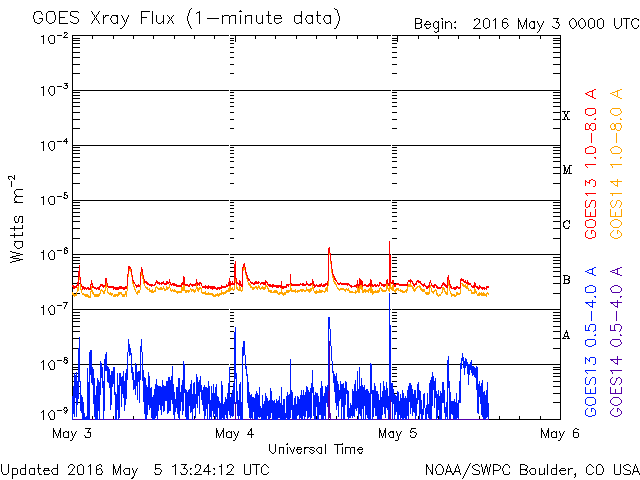 GOES Xray Flux (1-minute data)
Begin: 2016 May 3 0000 UTC
10⁻²
10⁻³
10⁻⁴
10⁻⁵
10⁻⁶
10⁻⁷
10⁻⁸
10⁻⁹
Watts m⁻²
X
M
C
B
A
GOES13 1.0-8.0 A
GOES14 1.0-8.0 A
GOES13 0.5-4.0 A
GOES14 0.5-4.0 A
May 3
May 4
May 5
May 6
Universal Time
Updated 2016 May 5 13:24:12 UTC
NOAA/SWPC Boulder, CO USA